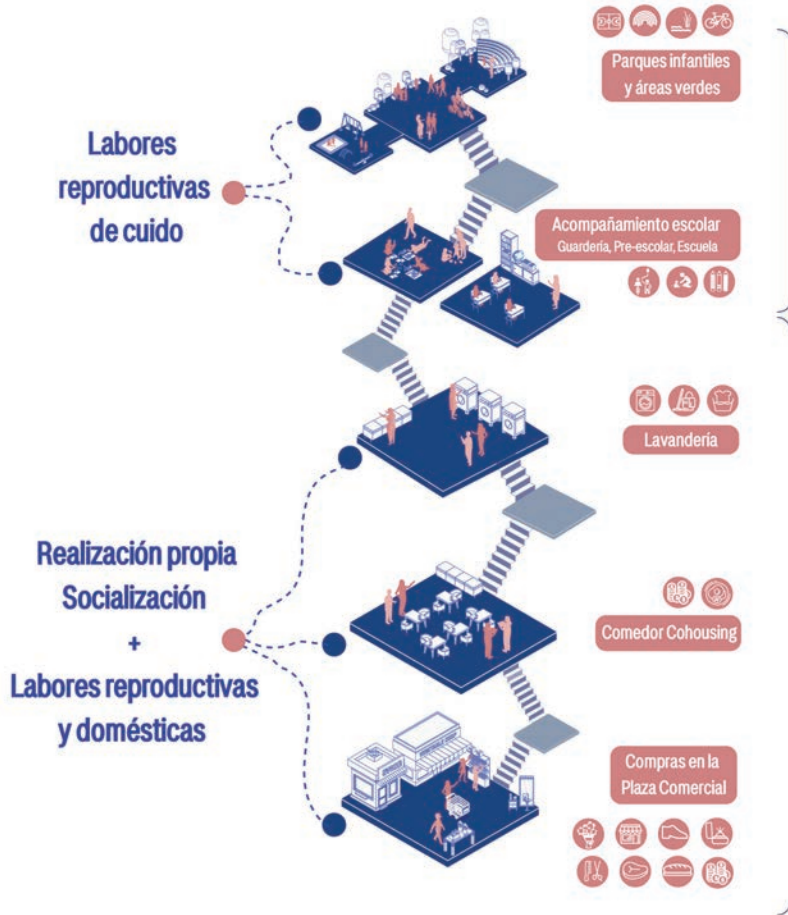 Parques infantiles
y áreas verdes
Labores
reproductivas
de cuido
Acompañamiento escolar
Guardería, Pre-escolar, Escuela
Lavandería
Realización propia
Socialización
+
Labores reproductivas
y domésticas
Comedor Cohousing
Compras en la
Plaza Comercial